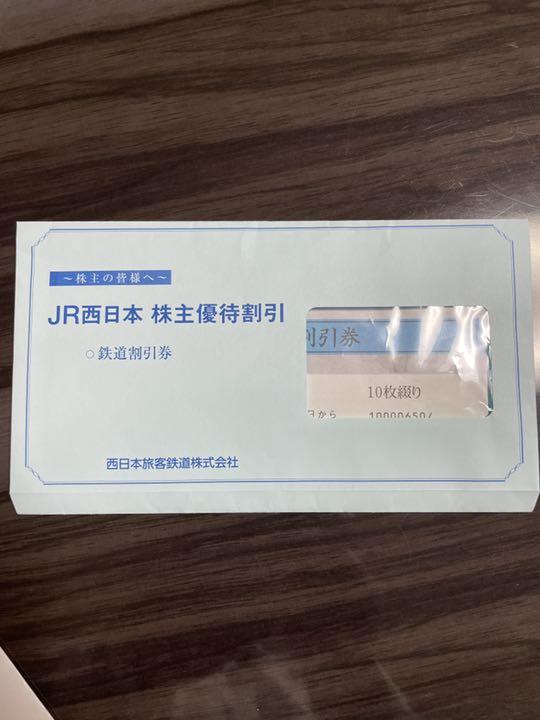 ～株主の皆様へ～
JR西日本 株主優待割引
○鉄道割引券
引券
10枚綴り
日から 10000650
西日本旅客鉄道株式会社